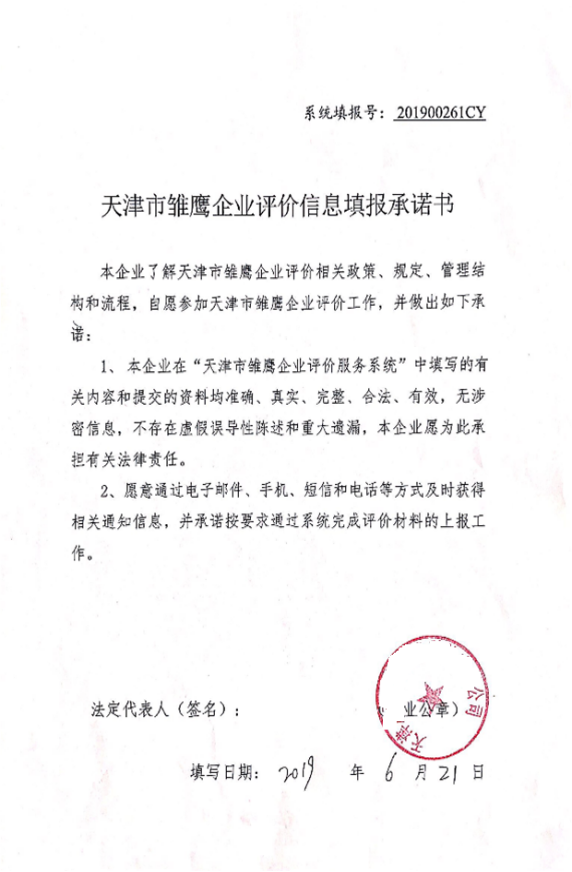 系统填报号：201900261CY
天津市雏鹰企业评价信息填报承诺书
本企业了解天津市雏鹰企业评价相关政策、规定、管理结
构和流程，自愿参加天津市雏鹰企业评价工作，并做出如下承
诺：
1、本企业在“天津市雏鹰企业评价服务系统”中填写的有
关内容和提交的资料均准确、真实、完整、合法、有效，无涉
密信息，不存在虚假误导性陈述和重大遗漏，本企业愿为此承
担有关法律责任。
2、愿意通过电子邮件、手机、短信和电话等方式及时获得
相关通知信息，并承诺按要求通过系统完成评价材料的上报工
作。
法定代表人（签名）： 业公章）
天津 公司
填写日期： 2019 年 6 月 21 日